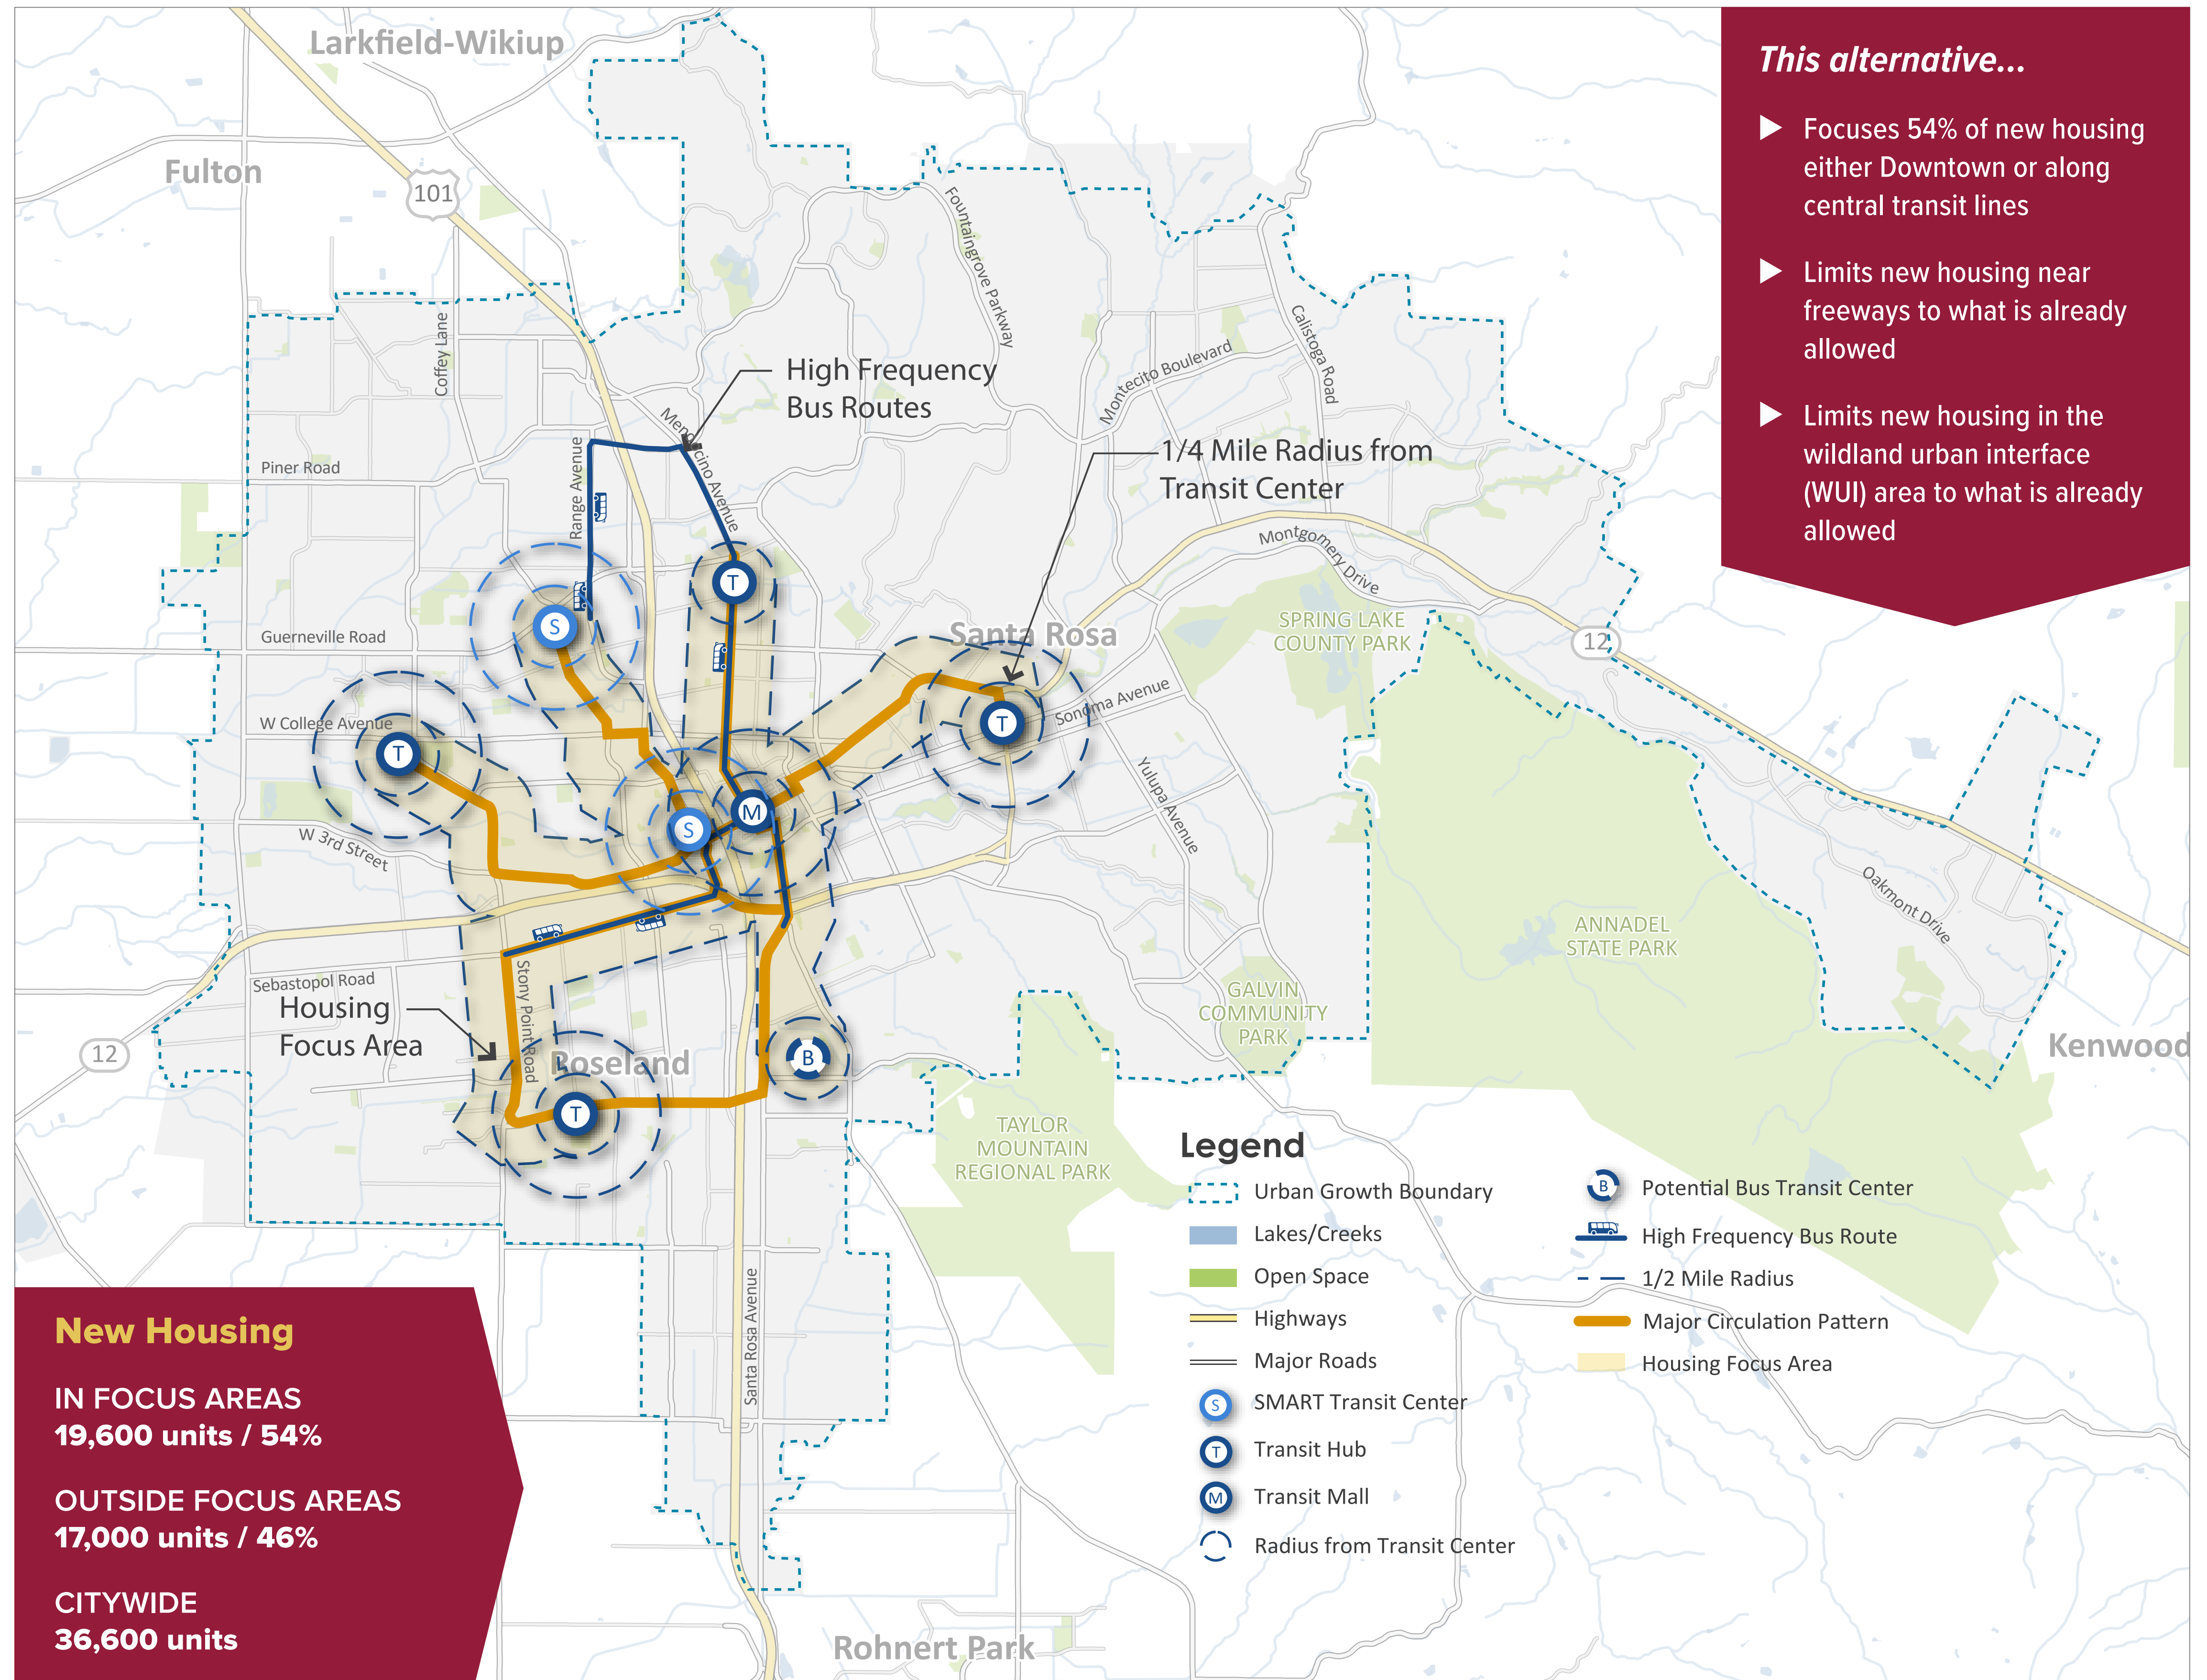 Larkfield-Wikiup
Fulton
101
Fountaingrove Parkway
Coffey Lane
Calistoga Road
High Frequency
Bus Routes
Montecito Boulevard
Mendocino Avenue
1/4 Mile Radius from
Transit Center
Range Avenue
Piner Road
Montgomery Drive
T
S
Guerneville Road
Santa Rosa
SPRING LAKE
COUNTY PARK
12
W College Avenue
T
T
Sonoma Avenue
Yulupa Avenue
M
S
W 3rd Street
Oakmont Drive
ANNADEL
STATE PARK
Sebastopol Road
Stony Point Road
Housing
Focus Area
GALVIN
COMMUNITY
PARK
12
Kenwood
Roseland
B
T
TAYLOR
MOUNTAIN
REGIONAL PARK
Santa Rosa Avenue
Rohnert Park
This alternative...
Focuses 54% of new housing
either Downtown or along
central transit lines
Limits new housing near
freeways to what is already
allowed
Limits new housing in the
wildland urban interface
(WUI) area to what is already
allowed
Legend
Urban Growth Boundary
Lakes/Creeks
Open Space
Highways
Major Roads
S SMART Transit Center
T Transit Hub
M Transit Mall
Radius from Transit Center
B Potential Bus Transit Center
High Frequency Bus Route
1/2 Mile Radius
Major Circulation Pattern
Housing Focus Area
New Housing
IN FOCUS AREAS
19,600 units / 54%
OUTSIDE FOCUS AREAS
17,000 units / 46%
CITYWIDE
36,600 units